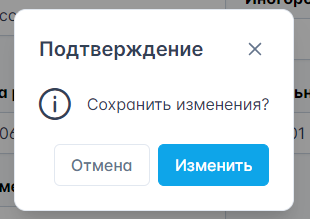 Подтверждение
Сохранить изменения?
Отмена
Изменить